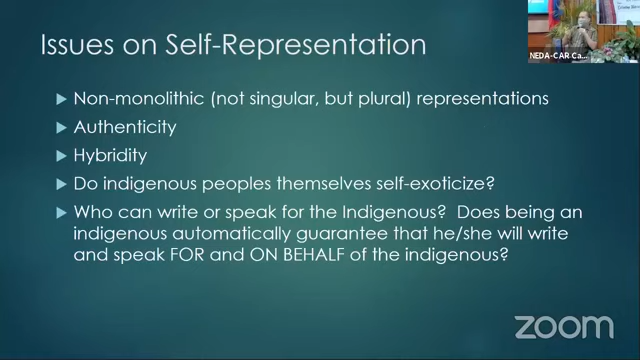 Issues on Self-Representation
NEDA-CAR Ca...
Non-monolithic (not singular, but plural) representations
Authenticity
Hybridity
Do indigenous peoples themselves self-exoticize?
Who can write or speak for the Indigenous? Does being an
indigenous automatically guarantee that he/she will write
and speak FOR and ON BEHALF of the indigenous?
zoom